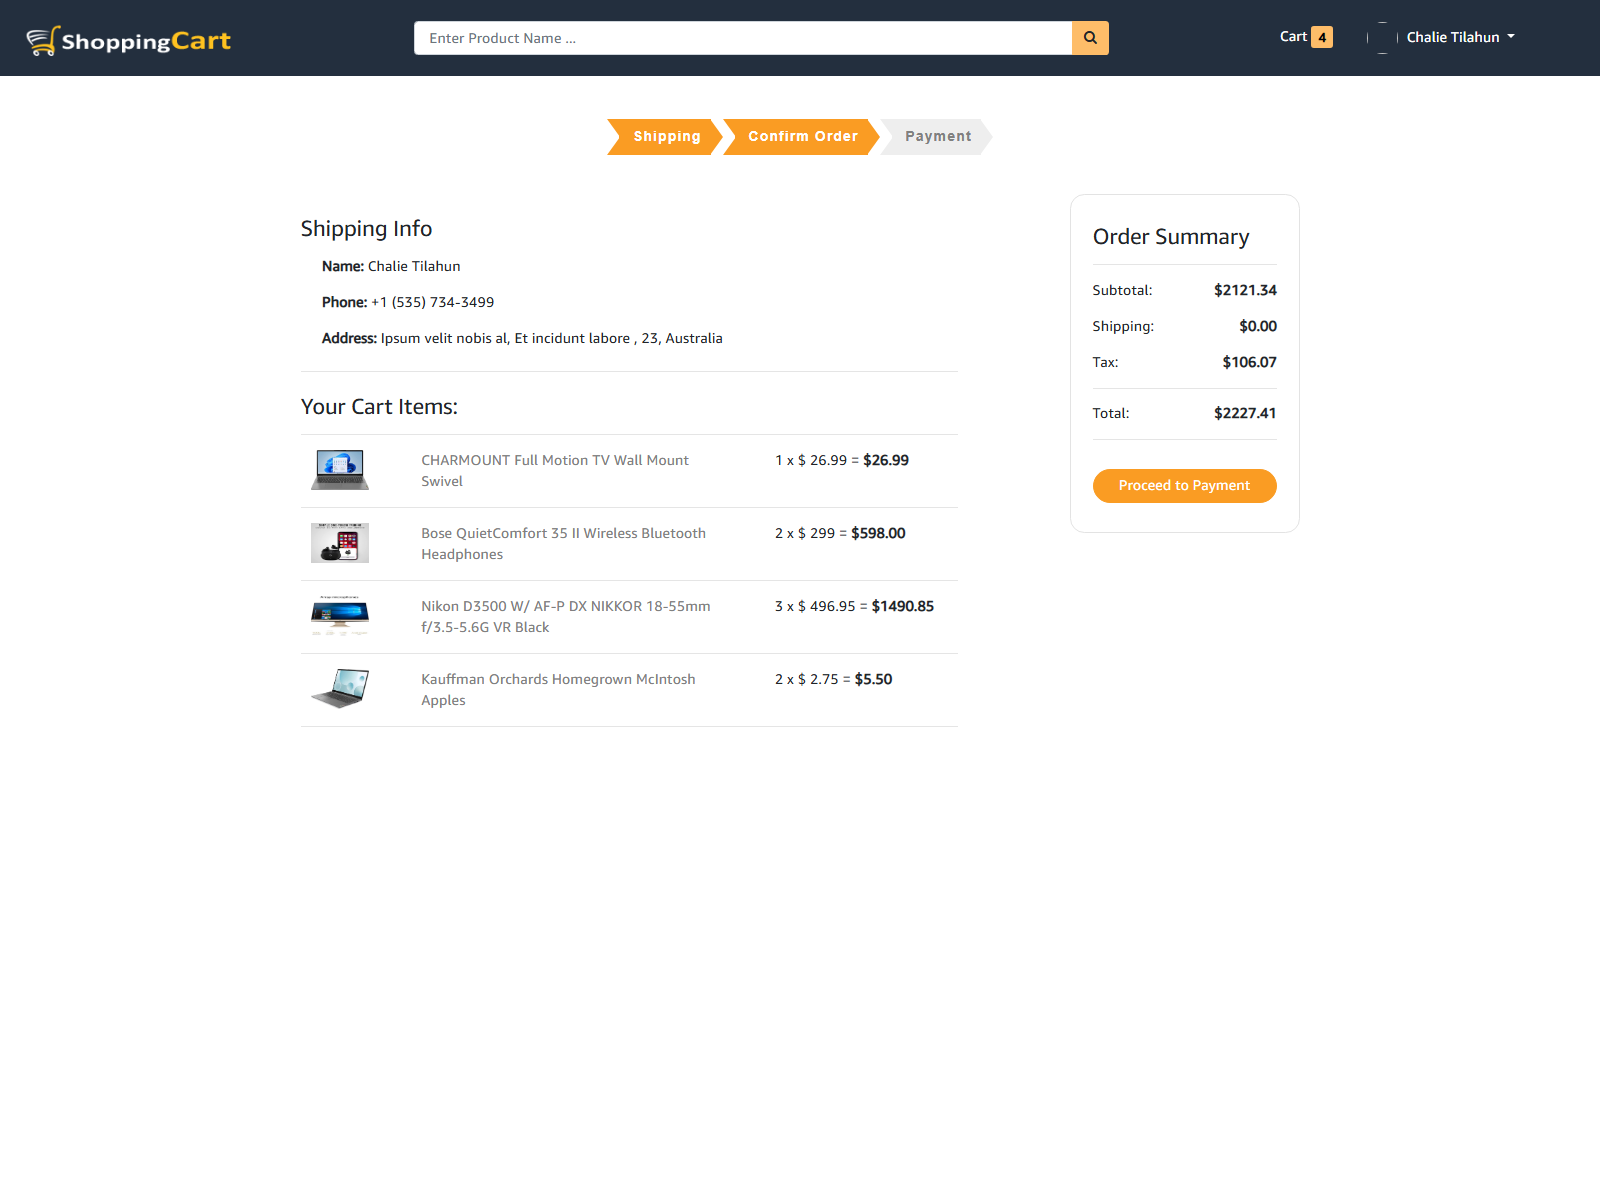 ShoppingCart
Enter Product Name ...
Cart 4
Chalie Tilahun
Shipping
Confirm Order
Payment
Shipping Info
Name: Chalie Tilahun
Phone: +1 (535) 734-3499
Address: Ipsum velit nobis al, Et incidunt labore , 23, Australia
Your Cart Items:
CHARMOUNT Full Motion TV Wall Mount
Swivel
1 x $ 26.99 = $26.99
Bose QuietComfort 35 II Wireless Bluetooth
Headphones
2 x $ 299 = $598.00
Nikon D3500 W/ AF-P DX NIKKOR 18-55mm
f/3.5-5.6G VR Black
3 x $ 496.95 = $1490.85
Kauffman Orchards Homegrown McIntosh
Apples
2 x $ 2.75 = $5.50
Order Summary
Subtotal: $2121.34
Shipping: $0.00
Tax: $106.07
Total: $2227.41
Proceed to Payment